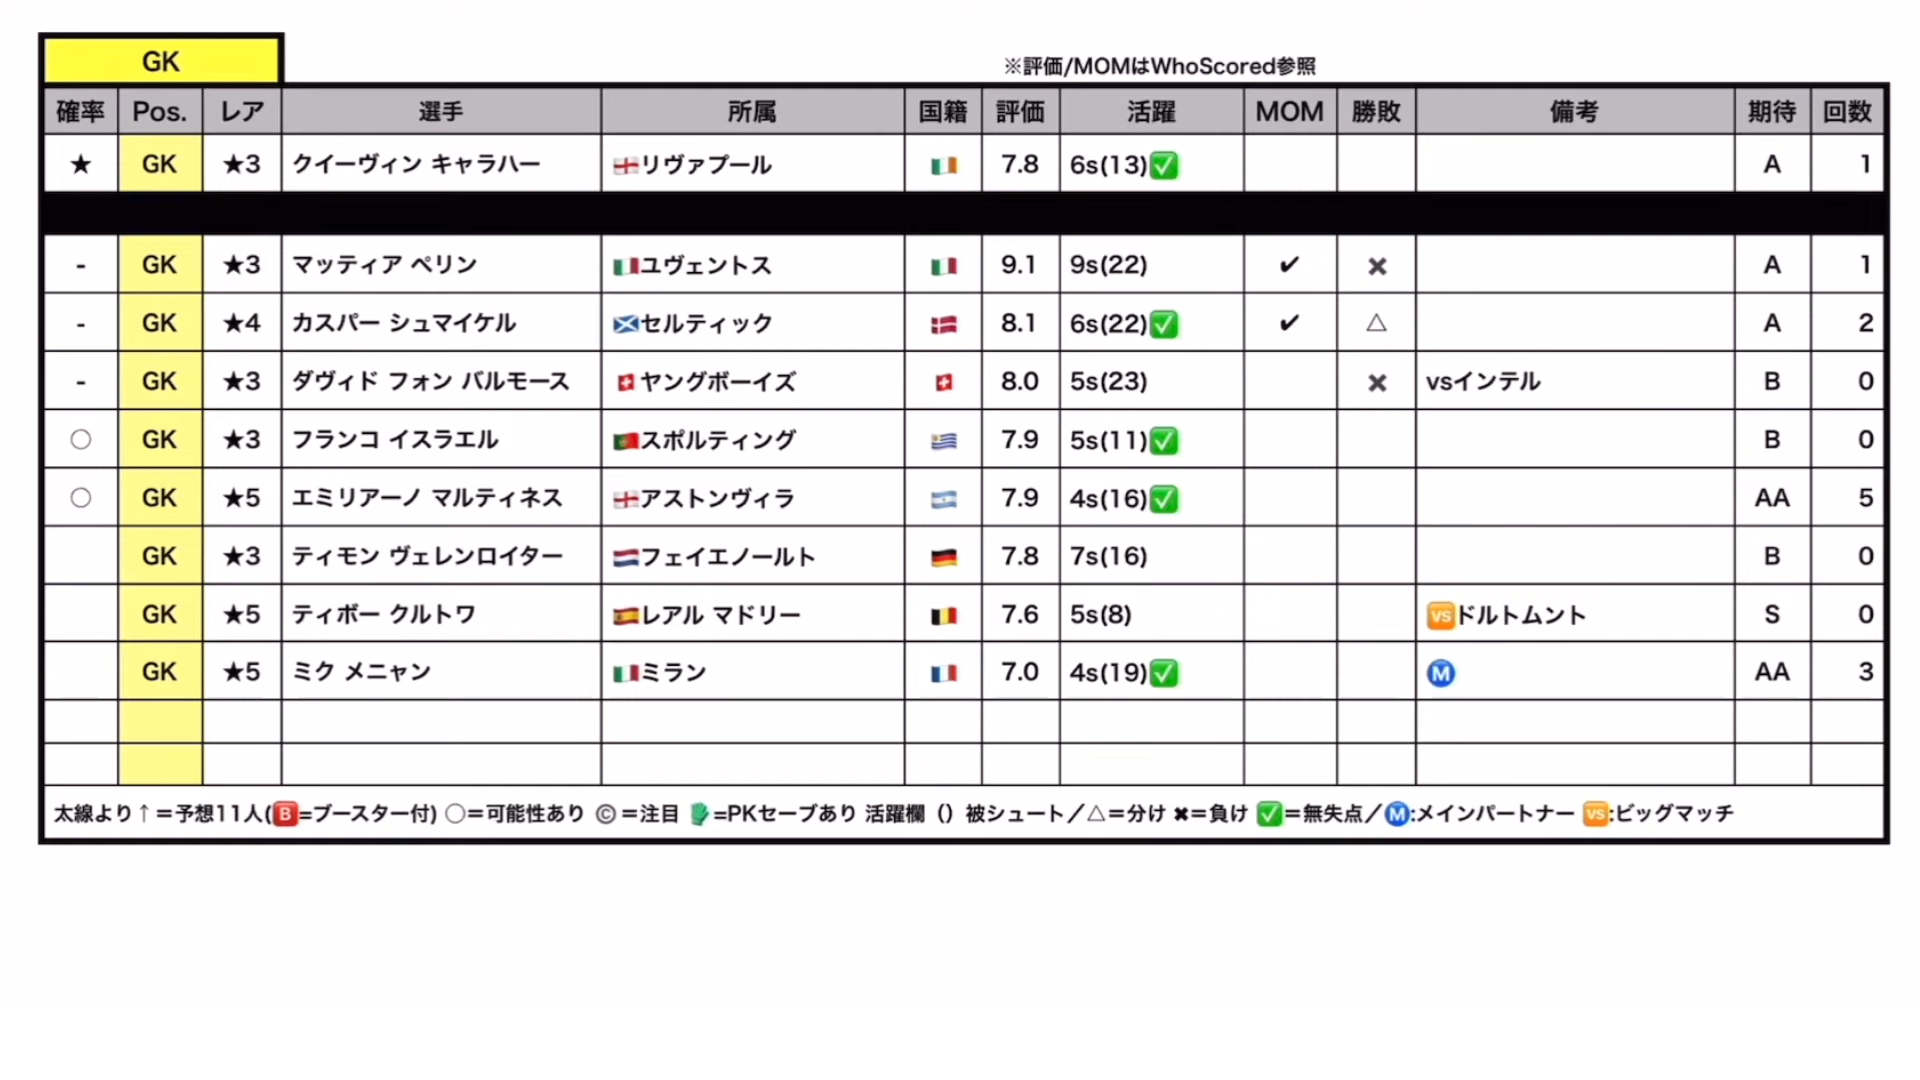 GK
※評価/MOMはWhoScored参照
確率 Pos. レア 選手 所属 国籍 評価 活躍 MOM 勝敗 備考 期待 回数
★ GK ★3 クイーヴィン キャラハー 🏴󠁧󠁢󠁥󠁮󠁧󠁿リヴァプール 🇮🇪 7.8 6s(13)✅ A 1
- GK ★3 マッティア ペリン 🇮🇹ユヴェントス 🇮🇹 9.1 9s(22) ✔ ✖ A 1
- GK ★4 カスパー シュマイケル 🏴󠁧󠁢󠁳󠁣󠁴󠁿セルティック 🇩🇰 8.1 6s(22)✅ ✔ △ A 2
- GK ★3 ダヴィド フォン バルモース 🇨🇭ヤングボーイズ 🇨🇭 8.0 5s(23) ✖ vsインテル B 0
○ GK ★3 フランコ イスラエル 🇵🇹スポルティング 🇺🇾 7.9 5s(11)✅ B 0
○ GK ★5 エミリアーノ マルティネス 🏴󠁧󠁢󠁥󠁮󠁧󠁿アストンヴィラ 🇦🇷 7.9 4s(16)✅ AA 5
GK ★3 ティモン ヴェレンロイター 🇳🇱フェイエノールト 🇩🇪 7.8 7s(16) B 0
GK ★5 ティボー クルトワ 🇪🇸レアル マドリー 🇧🇪 7.6 5s(8) 🆚ドルトムント S 0
GK ★5 ミク メニャン 🇮🇹ミラン 🇫🇷 7.0 4s(19)✅ Ⓜ️ AA 3
太線より↑＝予想11人(🅱=ブースター付) ○＝可能性あり ©＝注目 🧤=PKセーブあり 活躍欄（）被シュート／△＝分け ✖＝負け ✅＝無失点／Ⓜ️:メインパートナー 🆚:ビッグマッチ